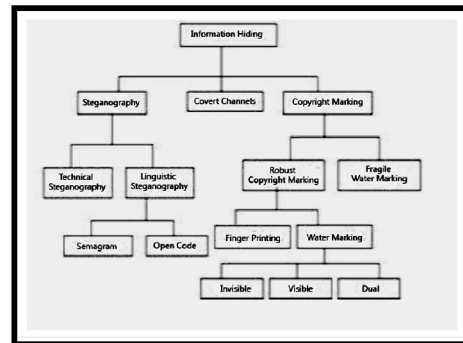 Information Hiding
Steganography
Covert Channels
Copyright Marking
Technical
Steganography
Linguistic
Steganography
Robust
Copyright Marking
Fragile
Water Marking
Semagram
Open Code
Finger Printing
Water Marking
Invisible
Visible
Dual